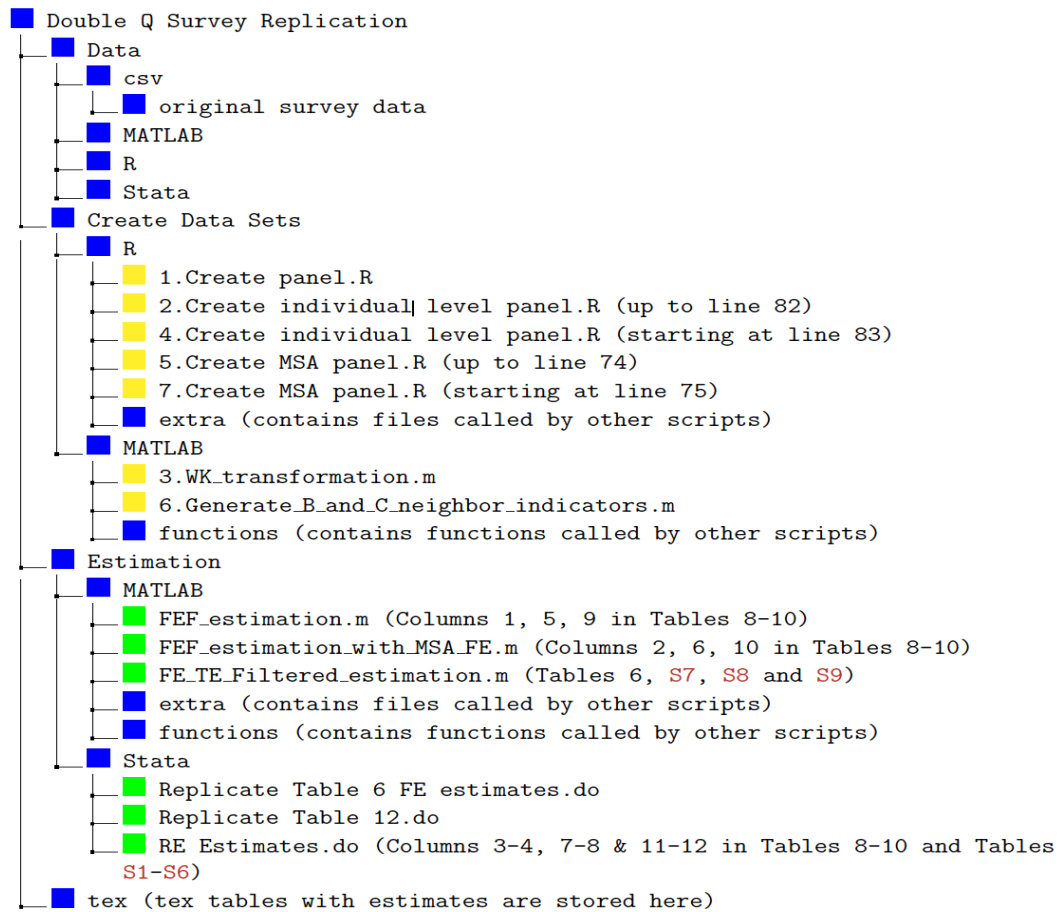 Double Q Survey Replication
Data
csv
original survey data
MATLAB
R
Stata
Create Data Sets
R
1.Create panel.R
2.Create individual level panel.R (up to line 82)
4.Create individual level panel.R (starting at line 83)
5.Create MSA panel.R (up to line 74)
7.Create MSA panel.R (starting at line 75)
extra (contains files called by other scripts)
MATLAB
3.WK_transformation.m
6.Generate_B_and_C_neighbor_indicators.m
functions (contains functions called by other scripts)
Estimation
MATLAB
FEF_estimation.m (Columns 1, 5, 9 in Tables 8-10)
FEF_estimation_with_MSA_FE.m (Columns 2, 6, 10 in Tables 8-10)
FE_TE_Filtered_estimation.m (Tables 6, S7, S8 and S9)
extra (contains files called by other scripts)
functions (contains functions called by other scripts)
Stata
Replicate Table 6 FE estimates.do
Replicate Table 12.do
RE Estimates.do (Columns 3-4, 7-8 & 11-12 in Tables 8-10 and Tables
S1-S6)
tex (tex tables with estimates are stored here)